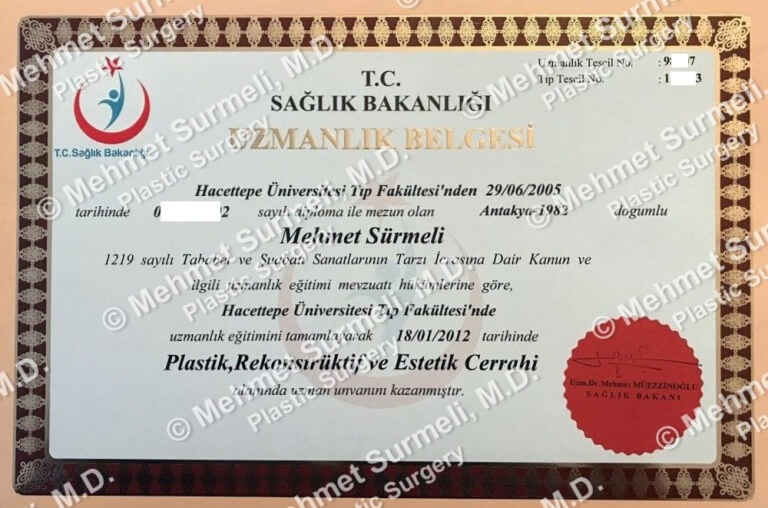 Uzmanlık Tescil No. : 9 7
Tıp Tescil No. : 1 3
T.C. Sağlık Bakanlığı
T.C.
SAĞLIK BAKANLIĞI
UZMANLIK BELGESİ
Hacettepe Üniversitesi Tıp Fakültesi'nden 29/06/2005
tarihinde 0 02 sayılı diploma ile mezun olan Antakya-1982 doğumlu
Mehmet Sürmeli
1219 sayılı Tababet ve Şuabatı Sanatlarının Tarzı İcrasına Dair Kanun ve
ilgili uzmanlık eğitimi mevzuatı hükümlerine göre,
Hacettepe Üniversitesi Tıp Fakültesi'nde
uzmanlık eğitimini tamamlayarak 18/01/2012 tarihinde
Plastik,Rekonstrüktif ve Estetik Cerrahi
alanında uzman unvanını kazanmıştır.
Uzm.Dr.Mehmet MÜEZZİNOĞLU
SAĞLIK BAKANI
© Mehmet Surmeli, M.D.
Plastic Surgery